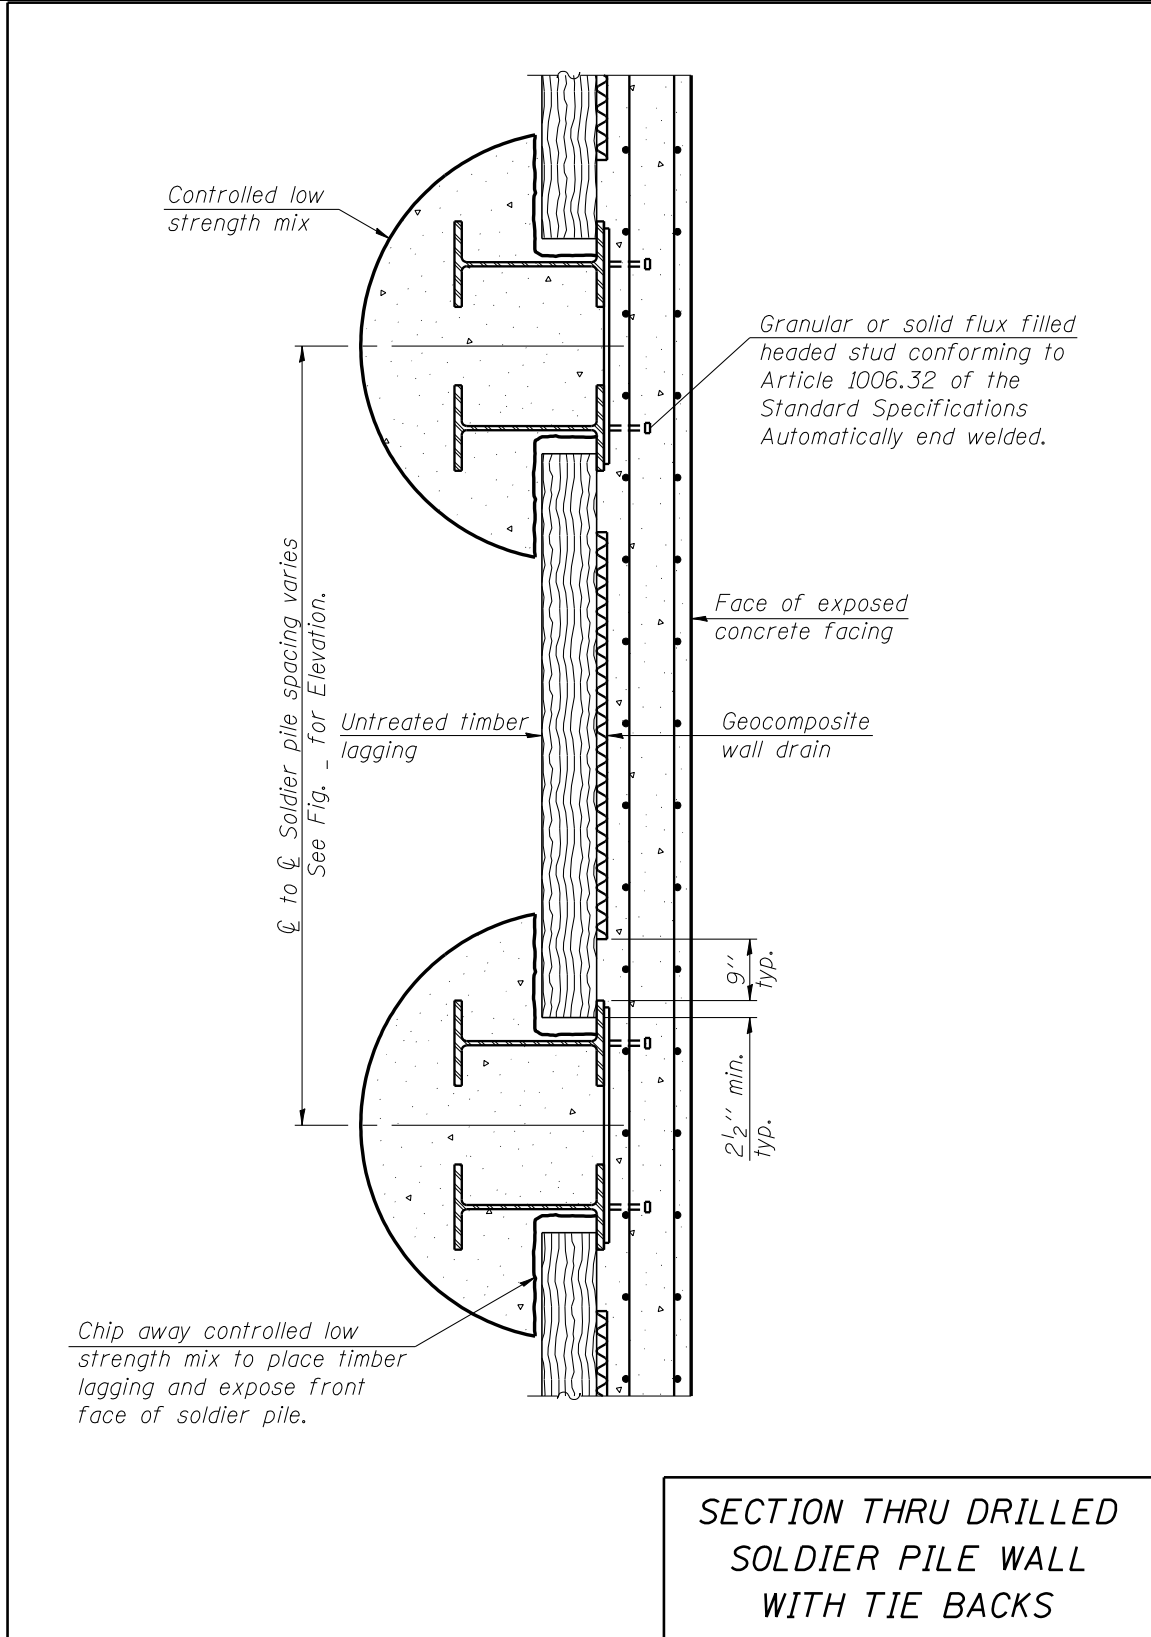 Controlled low
strength mix
Granular or solid flux filled
headed stud conforming to
Article 1006.32 of the
Standard Specifications
Automatically end welded.
℄ to ℄ Soldier pile spacing varies
See Fig. _ for Elevation.
Face of exposed
concrete facing
Untreated timber
lagging
Geocomposite
wall drain
9''
typ.
2½'' min.
typ.
Chip away controlled low
strength mix to place timber
lagging and expose front
face of soldier pile.
SECTION THRU DRILLED
SOLDIER PILE WALL
WITH TIE BACKS